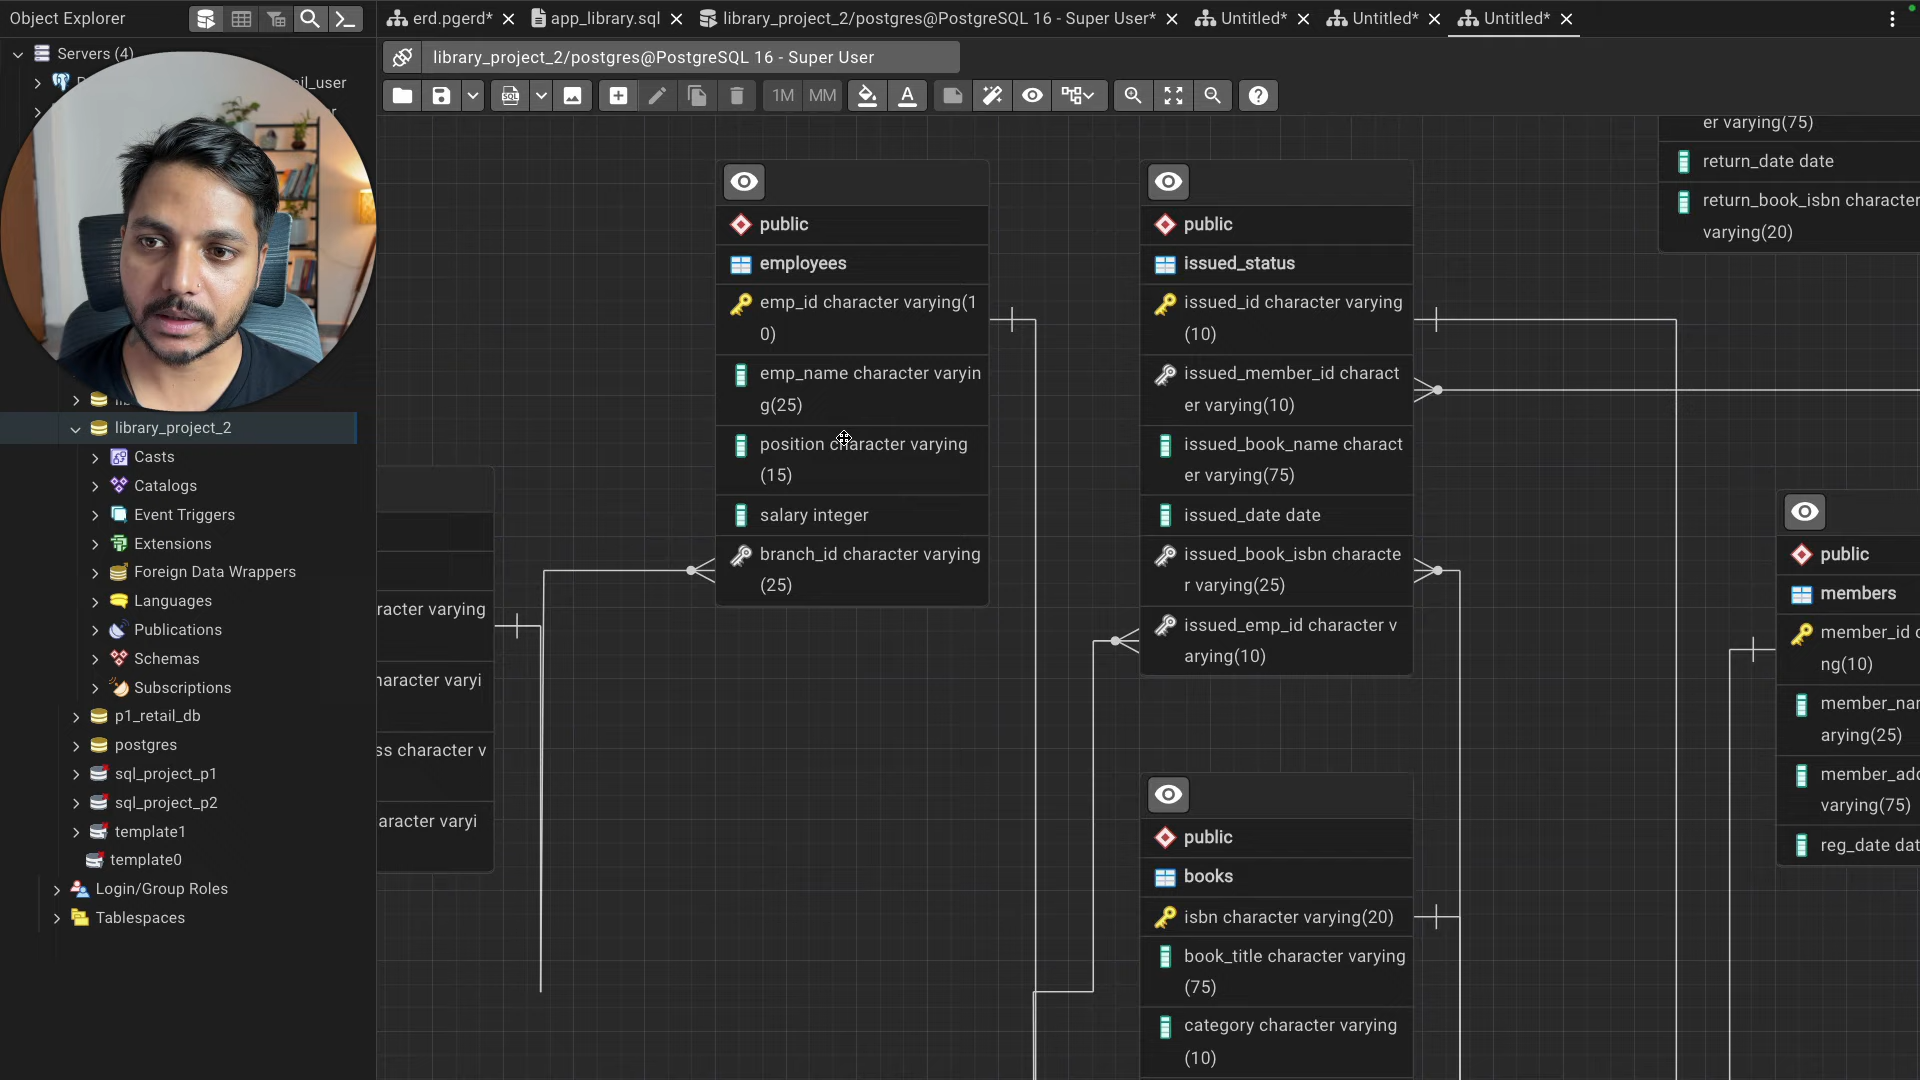 Object Explorer
erd.pgerd*
app_library.sql
library_project_2/postgres@PostgreSQL 16 - Super User*
Untitled*
Untitled*
Untitled*
Servers (4)
library_project_2/postgres@PostgreSQL 16 - Super User
SQL
1M
MM
A
?
library_project_2
Casts
Catalogs
Event Triggers
Extensions
Foreign Data Wrappers
Languages
Publications
Schemas
Subscriptions
p1_retail_db
postgres
sql_project_p1
sql_project_p2
template1
template0
Login/Group Roles
Tablespaces
racter varying
haracter varyi
ss character v
aracter varyi
public
employees
emp_id character varying(1
0)
emp_name character varyin
g(25)
position character varying
(15)
salary integer
branch_id character varying
(25)
public
issued_status
issued_id character varying
(10)
issued_member_id charact
er varying(10)
issued_book_name charact
er varying(75)
issued_date date
issued_book_isbn characte
r varying(25)
issued_emp_id character v
arying(10)
public
books
isbn character varying(20)
book_title character varying
(75)
category character varying
(10)
er varying(75)
return_date date
return_book_isbn character
varying(20)
public
members
member_id c
ng(10)
member_nar
arying(25)
member_add
varying(75)
reg_date dat